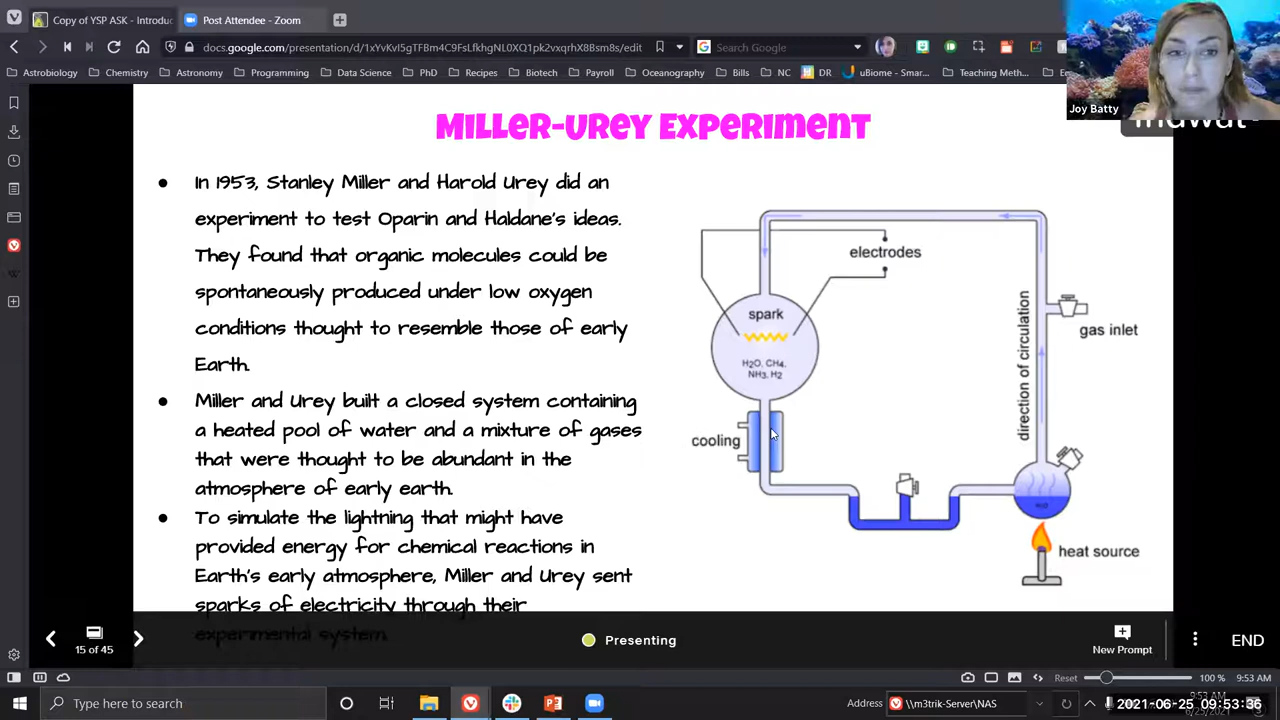 Copy of YSP ASK - Introduc
Post Attendee - Zoom
docs.google.com/presentation/d/1xYvKvI5gTFBm4C9FsLfkhgNL0XQ1pk2vxqrhX8Bsm8s/edit
Search Google
Astrobiology
Chemistry
Astronomy
Programming
Data Science
PhD
Recipes
Biotech
Payroll
Oceanography
Bills
NC
DR
uBiome - Smar...
Teaching Meth...
Joy Batty
Miller-Urey Experiment
● In 1953, Stanley Miller and Harold Urey did an
experiment to test Oparin and Haldane's ideas.
They found that organic molecules could be
spontaneously produced under low oxygen
conditions thought to resemble those of early
Earth.
● Miller and Urey built a closed system containing
a heated pool of water and a mixture of gases
that were thought to be abundant in the
atmosphere of early earth.
● To simulate the lightning that might have
provided energy for chemical reactions in
Earth's early atmosphere, Miller and Urey sent
sparks of electricity through their
experimental system.
electrodes
spark
H2O, CH4,
NH3, H2
gas inlet
direction of circulation
cooling
H2O
heat source
15 of 45
Presenting
New Prompt
END
Reset
100 %
9:53 AM
Type here to search
Address
\\m3trik-Server\NAS
2021-06-25 09:53:36